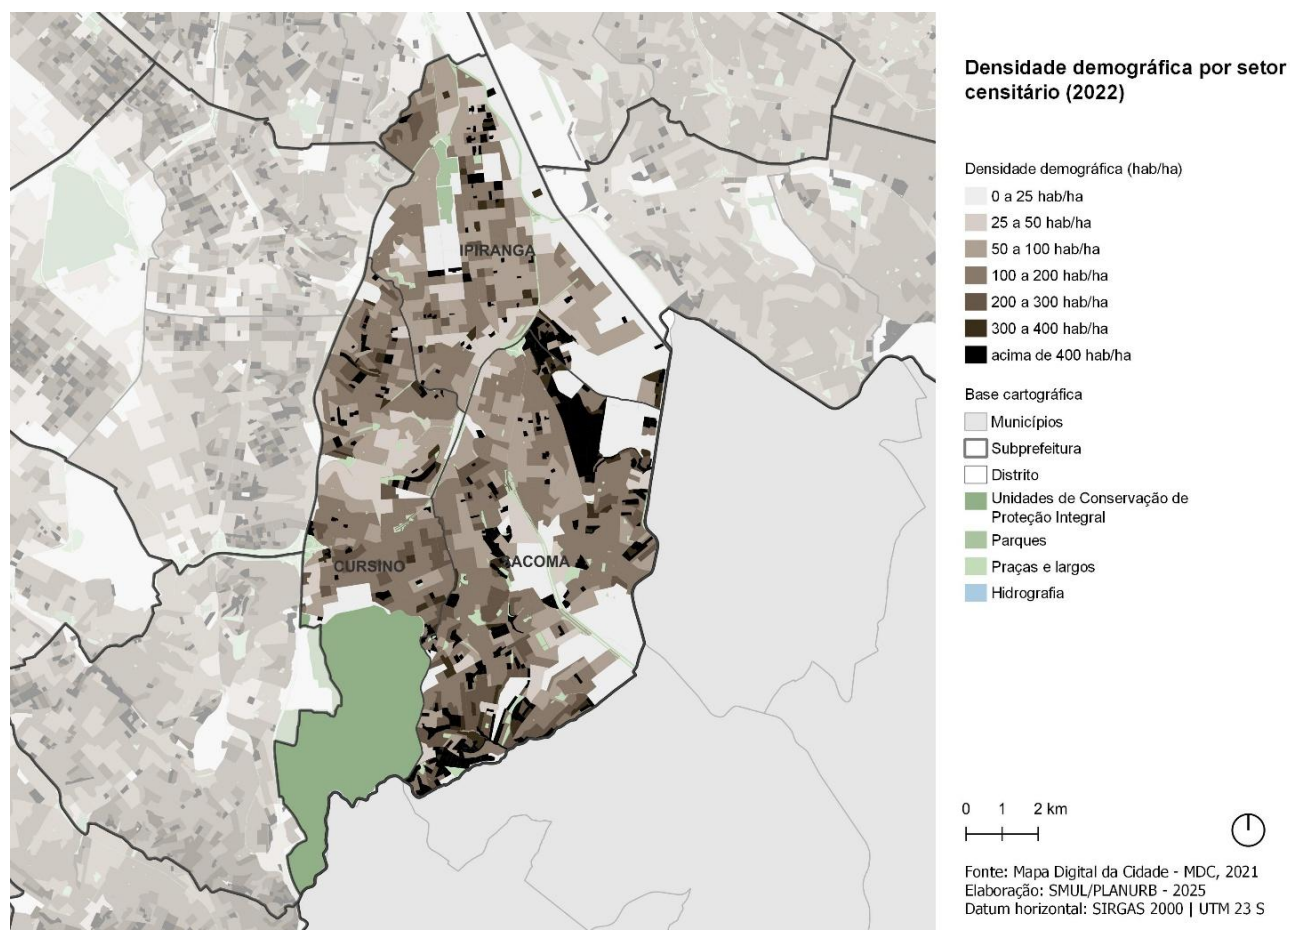 Densidade demográfica por setor
censitário (2022)
Densidade demográfica (hab/ha)
0 a 25 hab/ha
25 a 50 hab/ha
50 a 100 hab/ha
100 a 200 hab/ha
200 a 300 hab/ha
300 a 400 hab/ha
acima de 400 hab/ha
Base cartográfica
Municípios
Subprefeitura
Distrito
Unidades de Conservação de
Proteção Integral
Parques
Praças e largos
Hidrografia
0 1 2 km
Fonte: Mapa Digital da Cidade - MDC, 2021
Elaboração: SMUL/PLANURB - 2025
Datum horizontal: SIRGAS 2000 | UTM 23 S
IPIRANGA
CURSINO
SACOMÃ